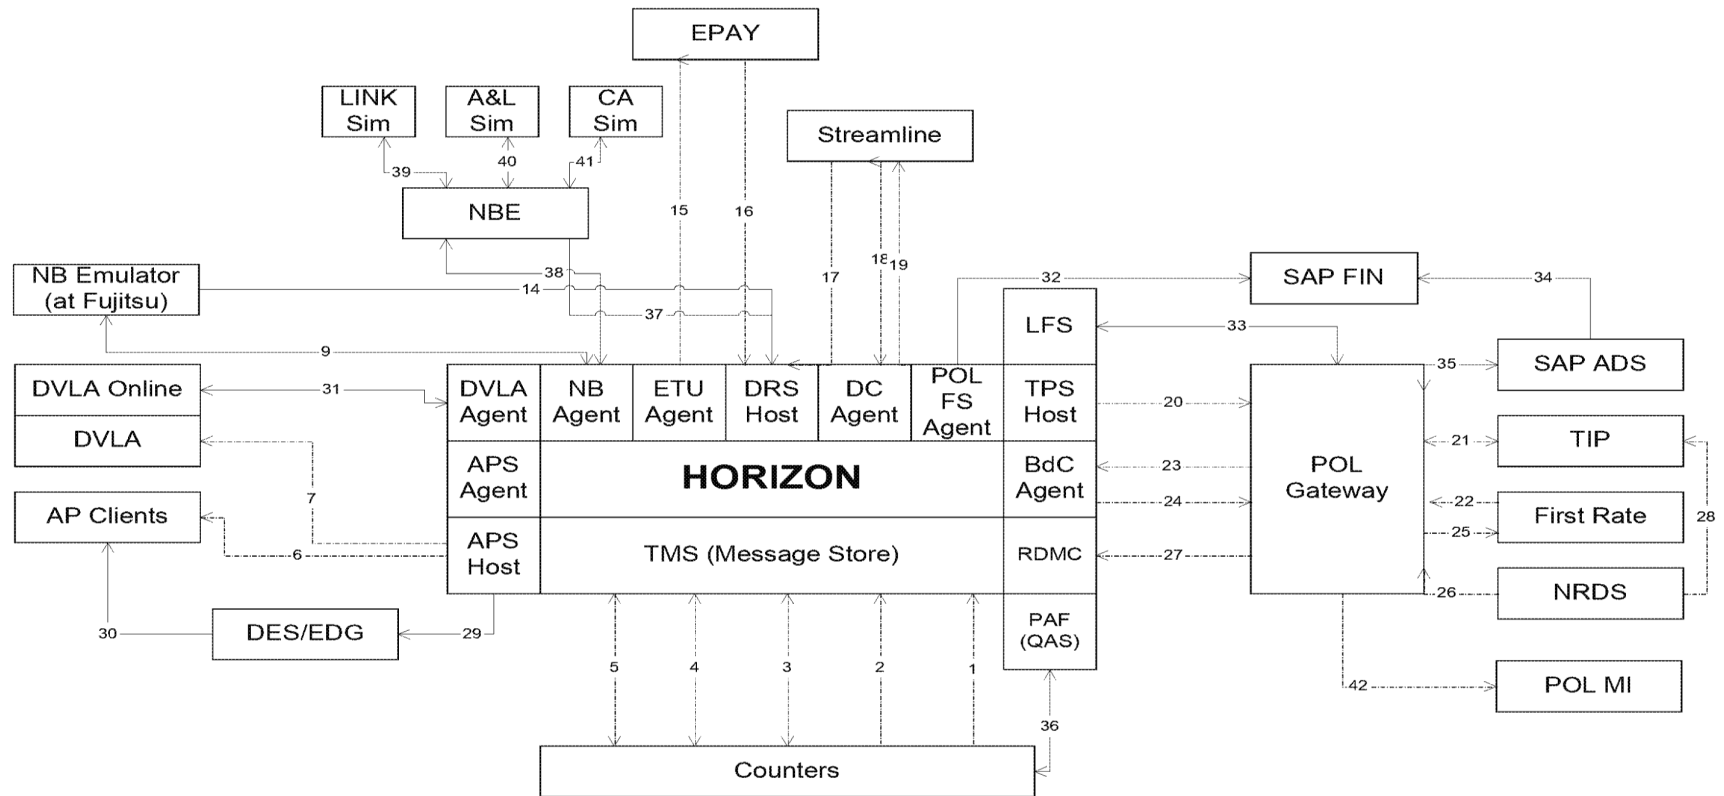 EPAY
LINK
Sim
A&L
Sim
CA
Sim
Streamline
39
40
41
NBE
15
16
17
18
19
NB Emulator
(at Fujitsu)
38
14
37
32
SAP FIN
34
LFS
33
9
DVLA Online
31
DVLA
DVLA
Agent
NB
Agent
ETU
Agent
DRS
Host
DC
Agent
POL
FS
Agent
TPS
Host
20
35
SAP ADS
21
TIP
APS
Agent
HORIZON
BdC
Agent
23
24
POL
Gateway
22
25
First Rate
28
7
AP Clients
6
APS
Host
TMS (Message Store)
RDMC
27
26
NRDS
30
DES/EDG
29
PAF
(QAS)
5
4
3
2
1
36
42
POL MI
Counters